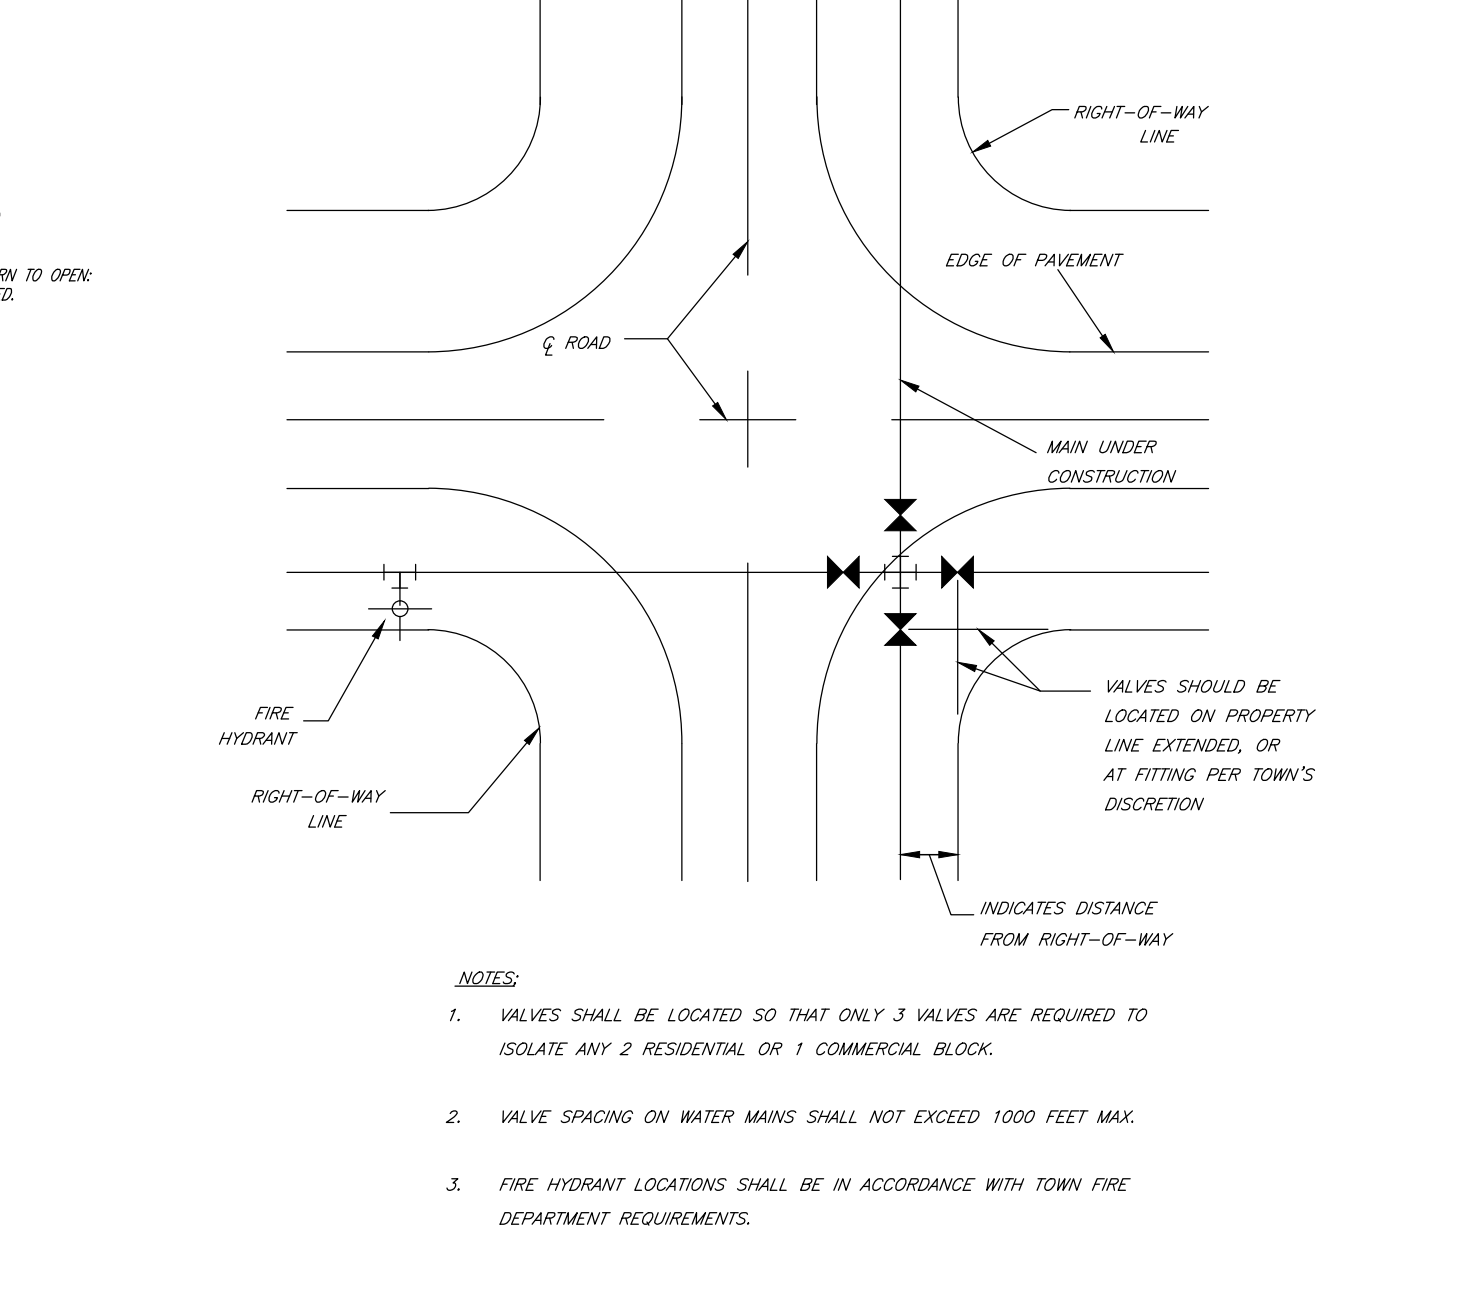 RIGHT-OF-WAY
LINE
EDGE OF PAVEMENT
RN TO OPEN:
℄ ROAD
MAIN UNDER
CONSTRUCTION
FIRE
HYDRANT
VALVES SHOULD BE
LOCATED ON PROPERTY
LINE EXTENDED, OR
AT FITTING PER TOWN'S
DISCRETION
RIGHT-OF-WAY
LINE
INDICATES DISTANCE
FROM RIGHT-OF-WAY
NOTES;
1. VALVES SHALL BE LOCATED SO THAT ONLY 3 VALVES ARE REQUIRED TO
ISOLATE ANY 2 RESIDENTIAL OR 1 COMMERCIAL BLOCK.
2. VALVE SPACING ON WATER MAINS SHALL NOT EXCEED 1000 FEET MAX.
3. FIRE HYDRANT LOCATIONS SHALL BE IN ACCORDANCE WITH TOWN FIRE
DEPARTMENT REQUIREMENTS.